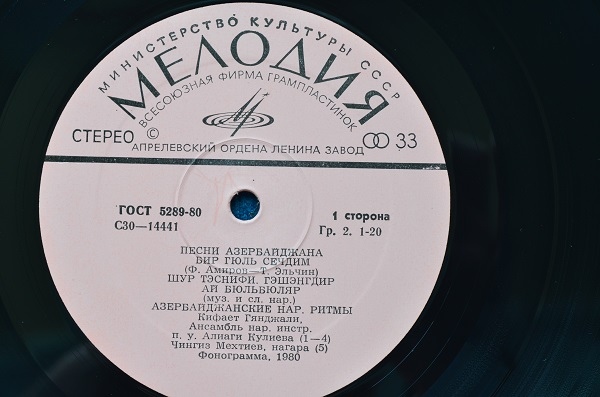 МИНИСТЕРСТВО КУЛЬТУРЫ СССР
МЕЛОДИЯ
ВСЕСОЮЗНАЯ ФИРМА ГРАМПЛАСТИНОК
СТЕРЕО © 33
АПРЕЛЕВСКИЙ ОРДЕНА ЛЕНИНА ЗАВОД
ГОСТ 5289-80 1 сторона
С30—14441 Гр. 2. 1-20
ПЕСНИ АЗЕРБАЙДЖАНА
БИР ГЮЛЬ СЕЧДИМ
(Ф. Амиров—Т. Эльчин)
ШУР ТЭСНИФИ, ГЭШЭНГДИР
АЙ БЮЛЬБЮЛЯР
(муз. и сл. нар.)
АЗЕРБАЙДЖАНСКИЕ НАР. РИТМЫ
Кифает Гянджали,
Ансамбль нар. инстр.
п. у. Алиаги Кулиева (1—4)
Чингиз Мехтиев, нагара (5)
Фонограмма, 1980